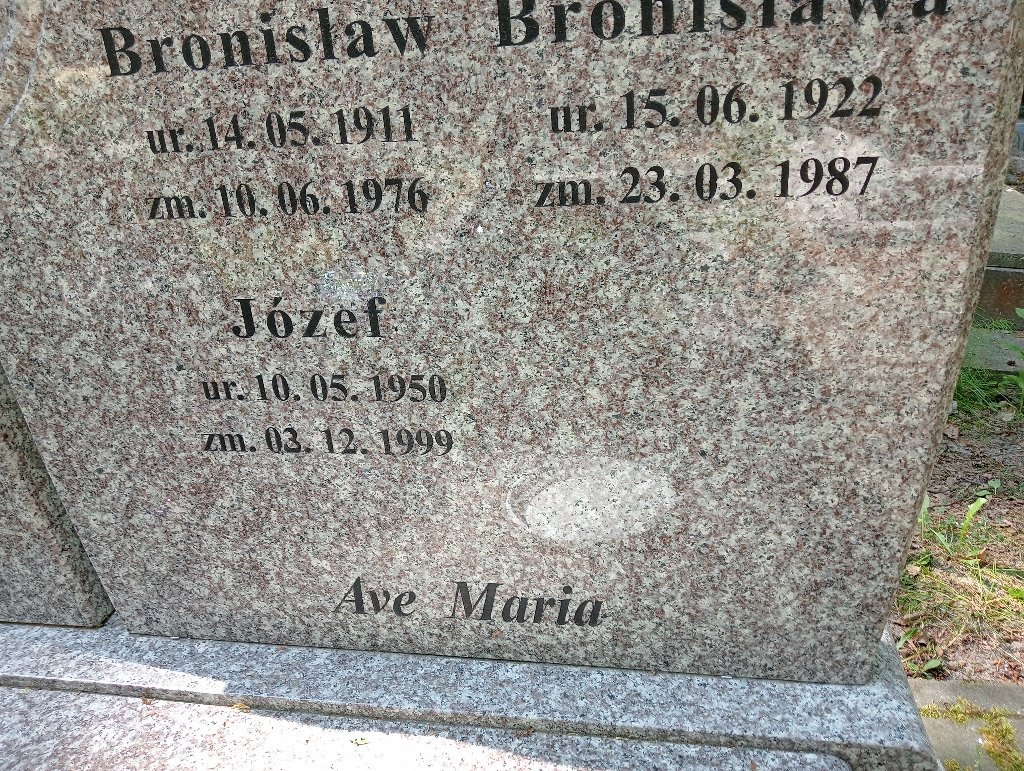 Bronisław Bronisława
ur. 14. 05. 1911 ur. 15. 06. 1922
zm. 10. 06. 1976 zm. 23. 03. 1987
Józef
ur. 10. 05. 1950
zm. 03. 12. 1999
Ave Maria